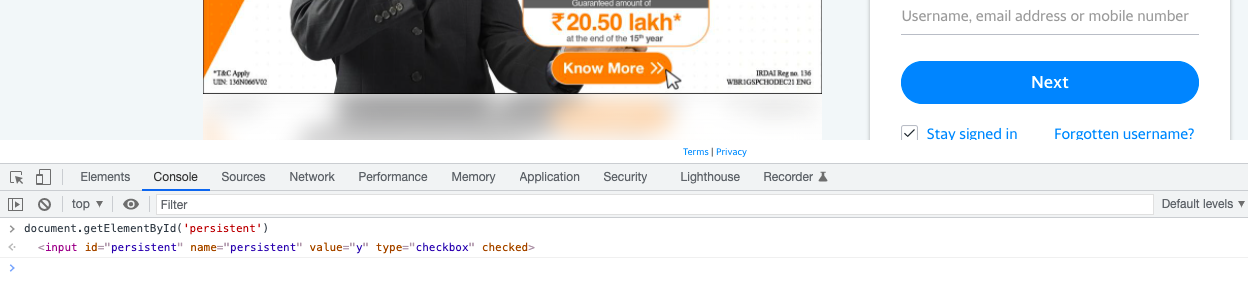 Guaranteed amount of
₹20.50 lakh*
at the end of the 15th year
Know More >>
*T&C Apply
UIN: 136N066V02
IRDAI Reg no. 136
WBR1GSPCHODEC21 ENG
Username, email address or mobile number
Next
Stay signed in
Forgotten username?
Terms | Privacy
Elements Console Sources Network Performance Memory Application Security Lighthouse Recorder
top ▼ Filter Default levels ▼
> document.getElementById('persistent')
<input id="persistent" name="persistent" value="y" type="checkbox" checked>
>